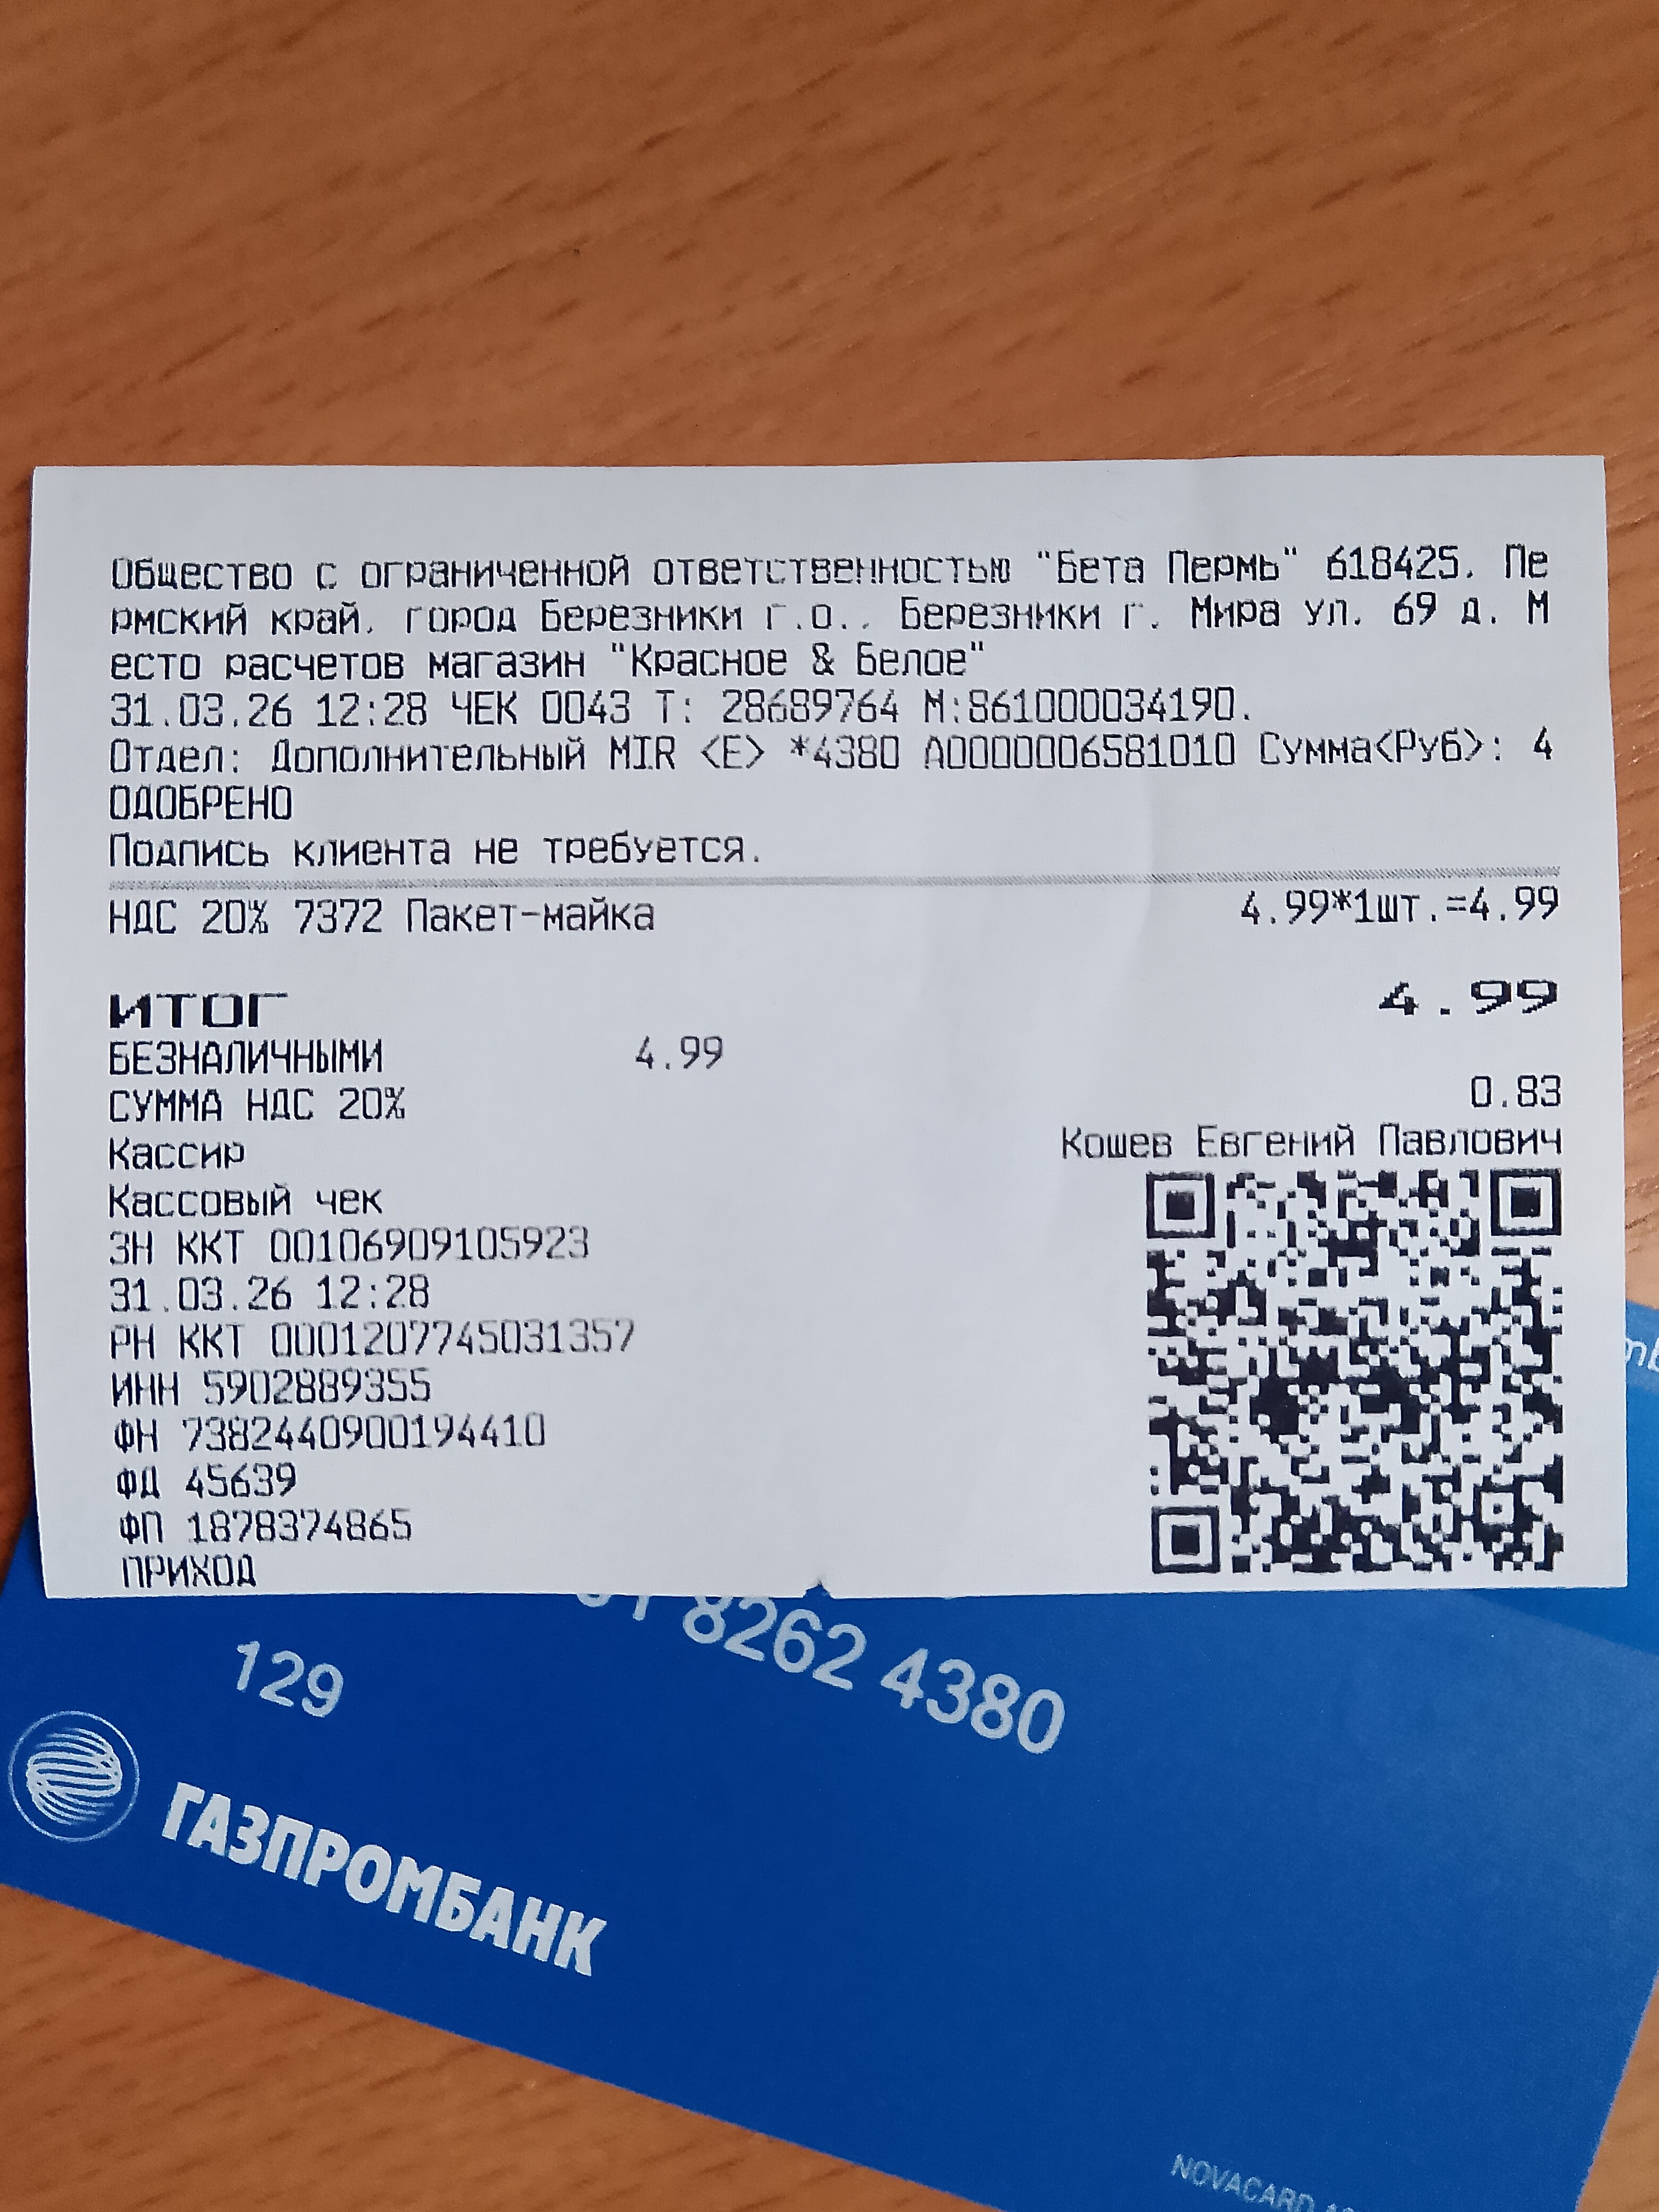 Общество с ограниченной ответственностью "Бета Пермь" 618425, Пе
рмский край, город Березники г.о., Березники г. Мира ул. 69 д. М
есто расчетов магазин "Красное & Белое"
31.03.26 12:28 ЧЕК 0043 Т: 28689764 М:861000034190.
Отдел: Дополнительный MIR <E> *4380 A0000006581010 Сумма<Руб>: 4
ОДОБРЕНО
Подпись клиента не требуется.
НДС 20% 7372 Пакет-майка 4.99*1шт.=4.99
ИТОГ 4.99
БЕЗНАЛИЧНЫМИ 4.99
СУММА НДС 20% 0.83
Кассир Кошев Евгений Павлович
Кассовый чек
ЗН ККТ 00106909105923
31.03.26 12:28
РН ККТ 0001207745031357
ИНН 5902889355
ФН 7382440900194410
ФД 45639
ФП 1878374865
ПРИХОД
8262 4380
129
ГАЗПРОМБАНК
NOVACARD